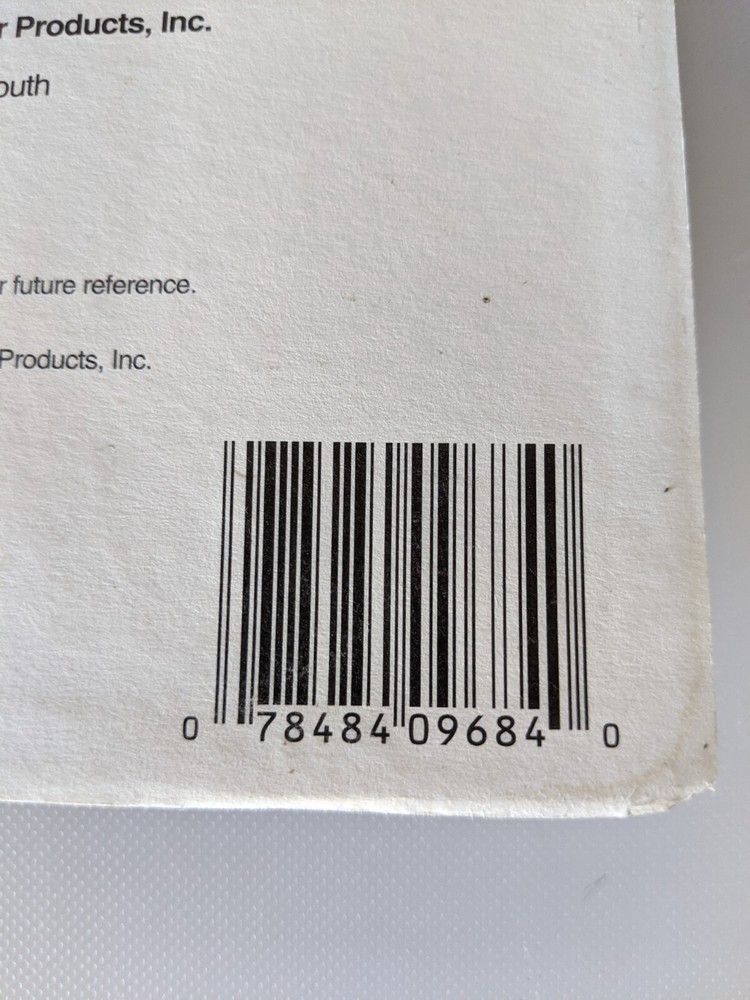 r Products, Inc.
outh
r future reference.
Products, Inc.
0 78484 09684 0